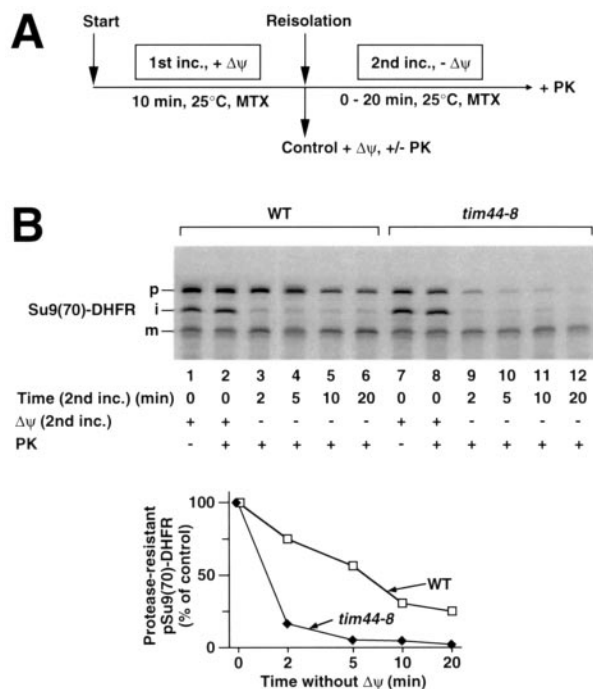 A
Start
Reisolation
1st inc., + Δψ
2nd inc., - Δψ
+ PK
10 min, 25°C, MTX
0 - 20 min, 25°C, MTX
Control + Δψ, +/- PK
B
WT
tim44-8
Su9(70)-DHFR
p
i
m
1 2 3 4 5 6 7 8 9 10 11 12
Time (2nd inc.) (min) 0 0 2 5 10 20 0 0 2 5 10 20
Δψ (2nd inc.) + + - - - - + + - - - -
PK - + + + + + - + + + + +
Protease-resistant
pSu9(70)-DHFR
(% of control)
100
75
50
25
0
WT
tim44-8
0 2 5 10 20
Time without Δψ (min)